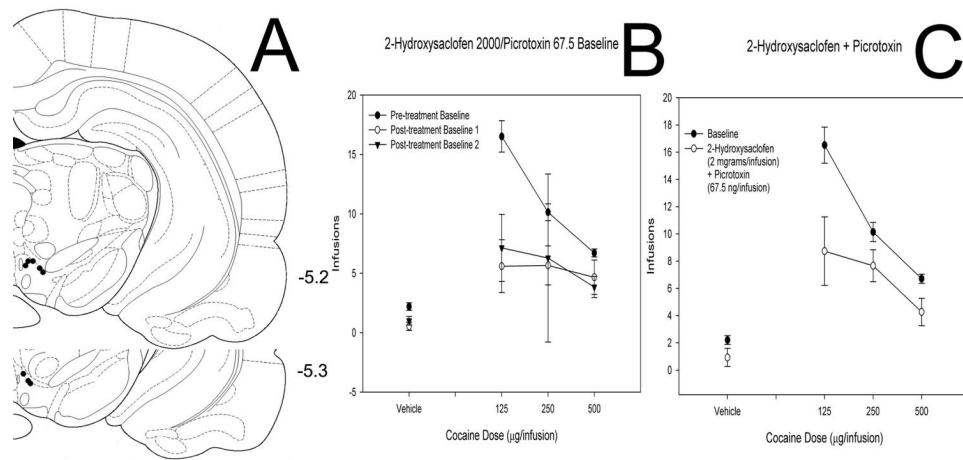 A
-5.2
-5.3
2-Hydroxysaclofen 2000/Picrotoxin 67.5 Baseline
B
20
15
10
5
0
-5
Infusions
Pre-treatment Baseline
Post-treatment Baseline 1
Post-treatment Baseline 2
Vehicle
125
250
500
Cocaine Dose (µg/infusion)
2-Hydroxysaclofen + Picrotoxin
C
20
18
16
14
12
10
8
6
4
2
0
Infusions
Baseline
2-Hydroxysaclofen
(2 mgrams/infusion)
+ Picrotoxin
(67.5 ng/infusion)
Vehicle
125
250
500
Cocaine Dose (µg/infusion)